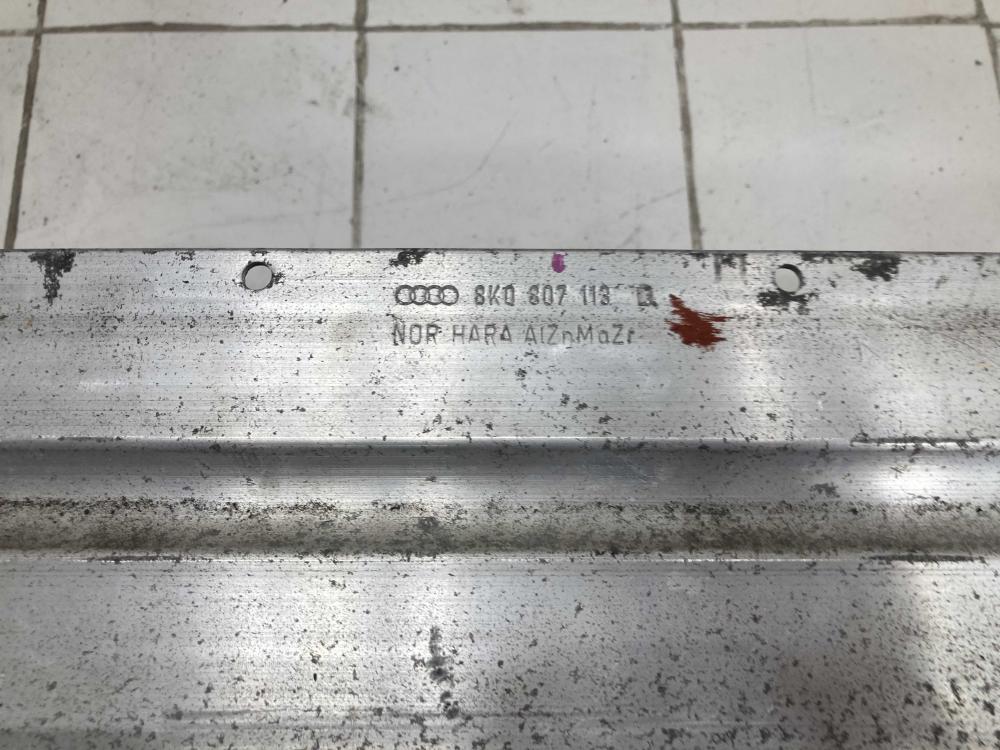 8K0 807 113 D
NOR HARA AlZnMgZr